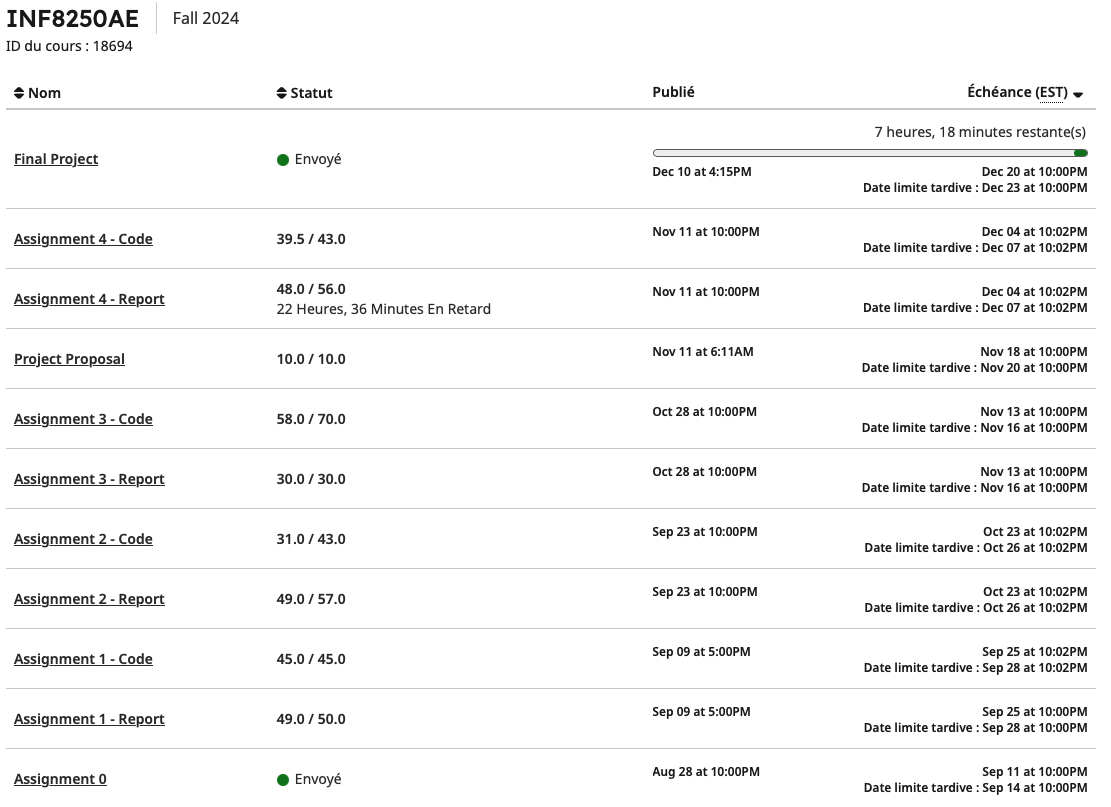 INF8250AE Fall 2024
ID du cours : 18694
Nom Statut Publié Échéance (EST)
7 heures, 18 minutes restante(s)
Final Project Envoyé
Dec 10 at 4:15PM Dec 20 at 10:00PM
Date limite tardive : Dec 23 at 10:00PM
Assignment 4 - Code 39.5 / 43.0 Nov 11 at 10:00PM Dec 04 at 10:02PM
Date limite tardive : Dec 07 at 10:02PM
Assignment 4 - Report 48.0 / 56.0 Nov 11 at 10:00PM Dec 04 at 10:02PM
22 Heures, 36 Minutes En Retard Date limite tardive : Dec 07 at 10:02PM
Project Proposal 10.0 / 10.0 Nov 11 at 6:11AM Nov 18 at 10:00PM
Date limite tardive : Nov 20 at 10:00PM
Assignment 3 - Code 58.0 / 70.0 Oct 28 at 10:00PM Nov 13 at 10:00PM
Date limite tardive : Nov 16 at 10:00PM
Assignment 3 - Report 30.0 / 30.0 Oct 28 at 10:00PM Nov 13 at 10:00PM
Date limite tardive : Nov 16 at 10:00PM
Assignment 2 - Code 31.0 / 43.0 Sep 23 at 10:00PM Oct 23 at 10:02PM
Date limite tardive : Oct 26 at 10:02PM
Assignment 2 - Report 49.0 / 57.0 Sep 23 at 10:00PM Oct 23 at 10:02PM
Date limite tardive : Oct 26 at 10:02PM
Assignment 1 - Code 45.0 / 45.0 Sep 09 at 5:00PM Sep 25 at 10:02PM
Date limite tardive : Sep 28 at 10:02PM
Assignment 1 - Report 49.0 / 50.0 Sep 09 at 5:00PM Sep 25 at 10:00PM
Date limite tardive : Sep 28 at 10:00PM
Assignment 0 Envoyé Aug 28 at 10:00PM Sep 11 at 10:00PM
Date limite tardive : Sep 14 at 10:00PM